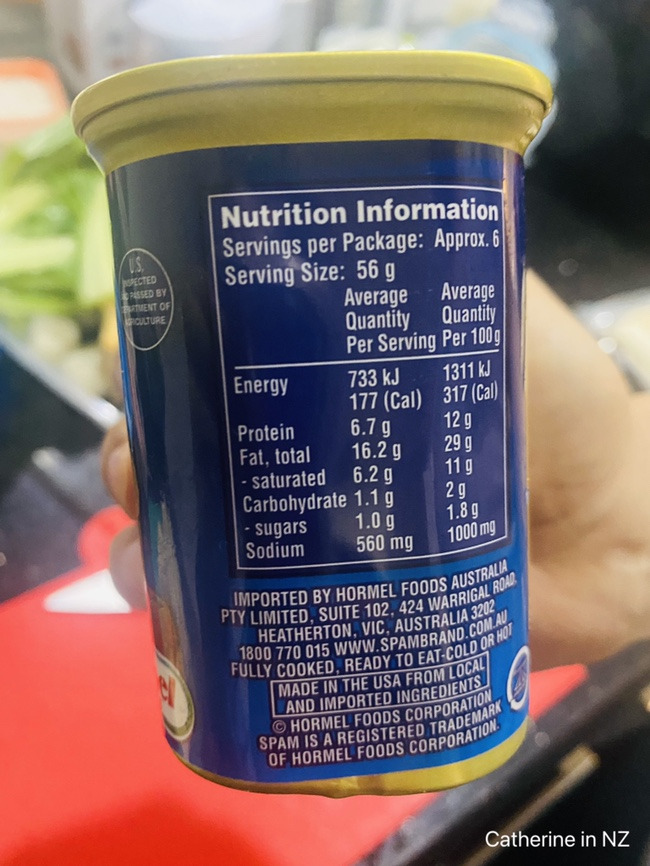 Nutrition Information
Servings per Package: Approx. 6
Serving Size: 56 g
Average Quantity Per Serving Average Quantity Per 100g
Energy 733 kJ 1311 kJ
177 (Cal) 317 (Cal)
Protein 6.7 g 12 g
Fat, total 16.2 g 29 g
- saturated 6.2 g 11 g
Carbohydrate 1.1 g 2 g
- sugars 1.0 g 1.8 g
Sodium 560 mg 1000 mg
U.S.
PASSED BY
OF
IMPORTED BY HORMEL FOODS AUSTRALIA
PTY LIMITED, SUITE 102, 424 WARRIGAL ROAD,
HEATHERTON, VIC, AUSTRALIA 3202
1800 770 015 WWW.SPAMBRAND.COM.AU
FULLY COOKED, READY TO EAT-COLD OR HOT
MADE IN THE USA FROM LOCAL
AND IMPORTED INGREDIENTS
© HORMEL FOODS CORPORATION
SPAM IS A REGISTERED TRADEMARK
OF HORMEL FOODS CORPORATION.
el
Catherine in NZ